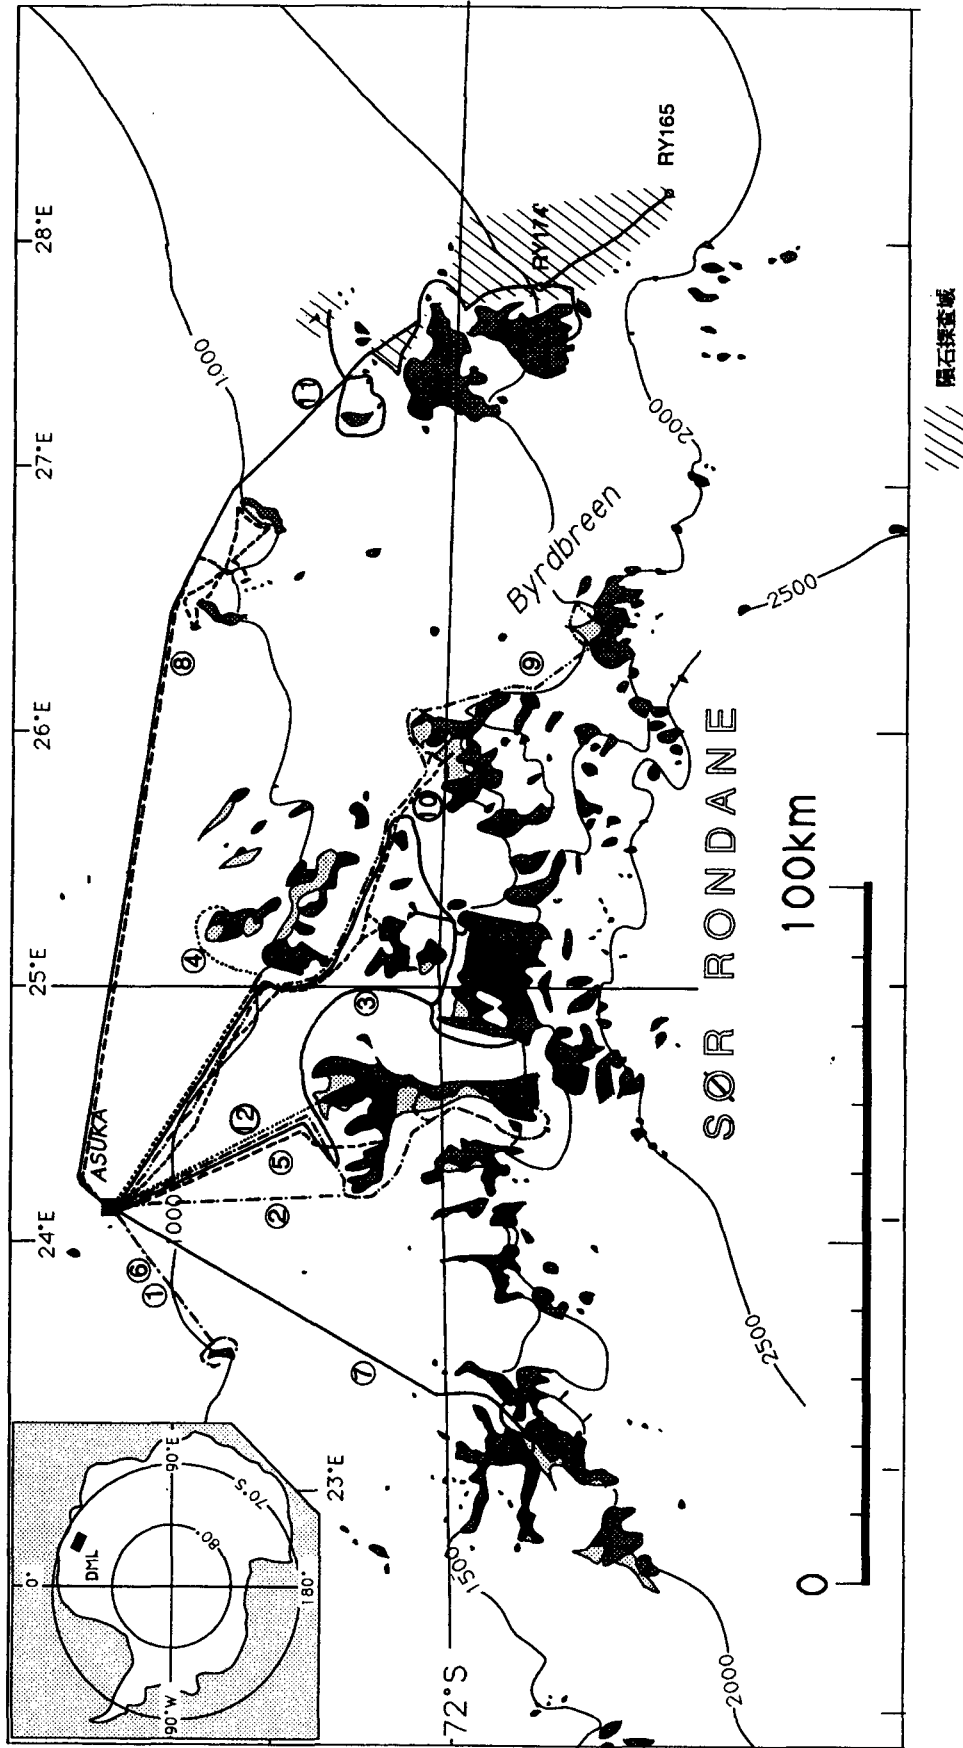 0°
90°E
70°S
80°
DML
180°
90°W
23°E
24°E
25°E
26°E
27°E
28°E
72°S
ASUKA
1000
1000
1500
2000
2000
2500
2500
①
②
③
④
⑤
⑥
⑦
⑧
⑨
⑩
⑪
⑫
Byrdbreen
RY174
RY165
SØR RONDANE
0
100km
隕石探査域